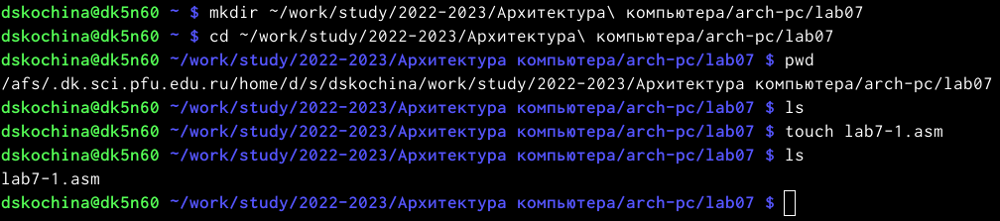 dskochina@dk5n60 ~ $ mkdir ~/work/study/2022-2023/Архитектура\ компьютера/arch-pc/lab07
dskochina@dk5n60 ~ $ cd ~/work/study/2022-2023/Архитектура\ компьютера/arch-pc/lab07
dskochina@dk5n60 ~/work/study/2022-2023/Архитектура компьютера/arch-pc/lab07 $ pwd
/afs/.dk.sci.pfu.edu.ru/home/d/s/dskochina/work/study/2022-2023/Архитектура компьютера/arch-pc/lab07
dskochina@dk5n60 ~/work/study/2022-2023/Архитектура компьютера/arch-pc/lab07 $ ls
dskochina@dk5n60 ~/work/study/2022-2023/Архитектура компьютера/arch-pc/lab07 $ touch lab7-1.asm
dskochina@dk5n60 ~/work/study/2022-2023/Архитектура компьютера/arch-pc/lab07 $ ls
lab7-1.asm
dskochina@dk5n60 ~/work/study/2022-2023/Архитектура компьютера/arch-pc/lab07 $